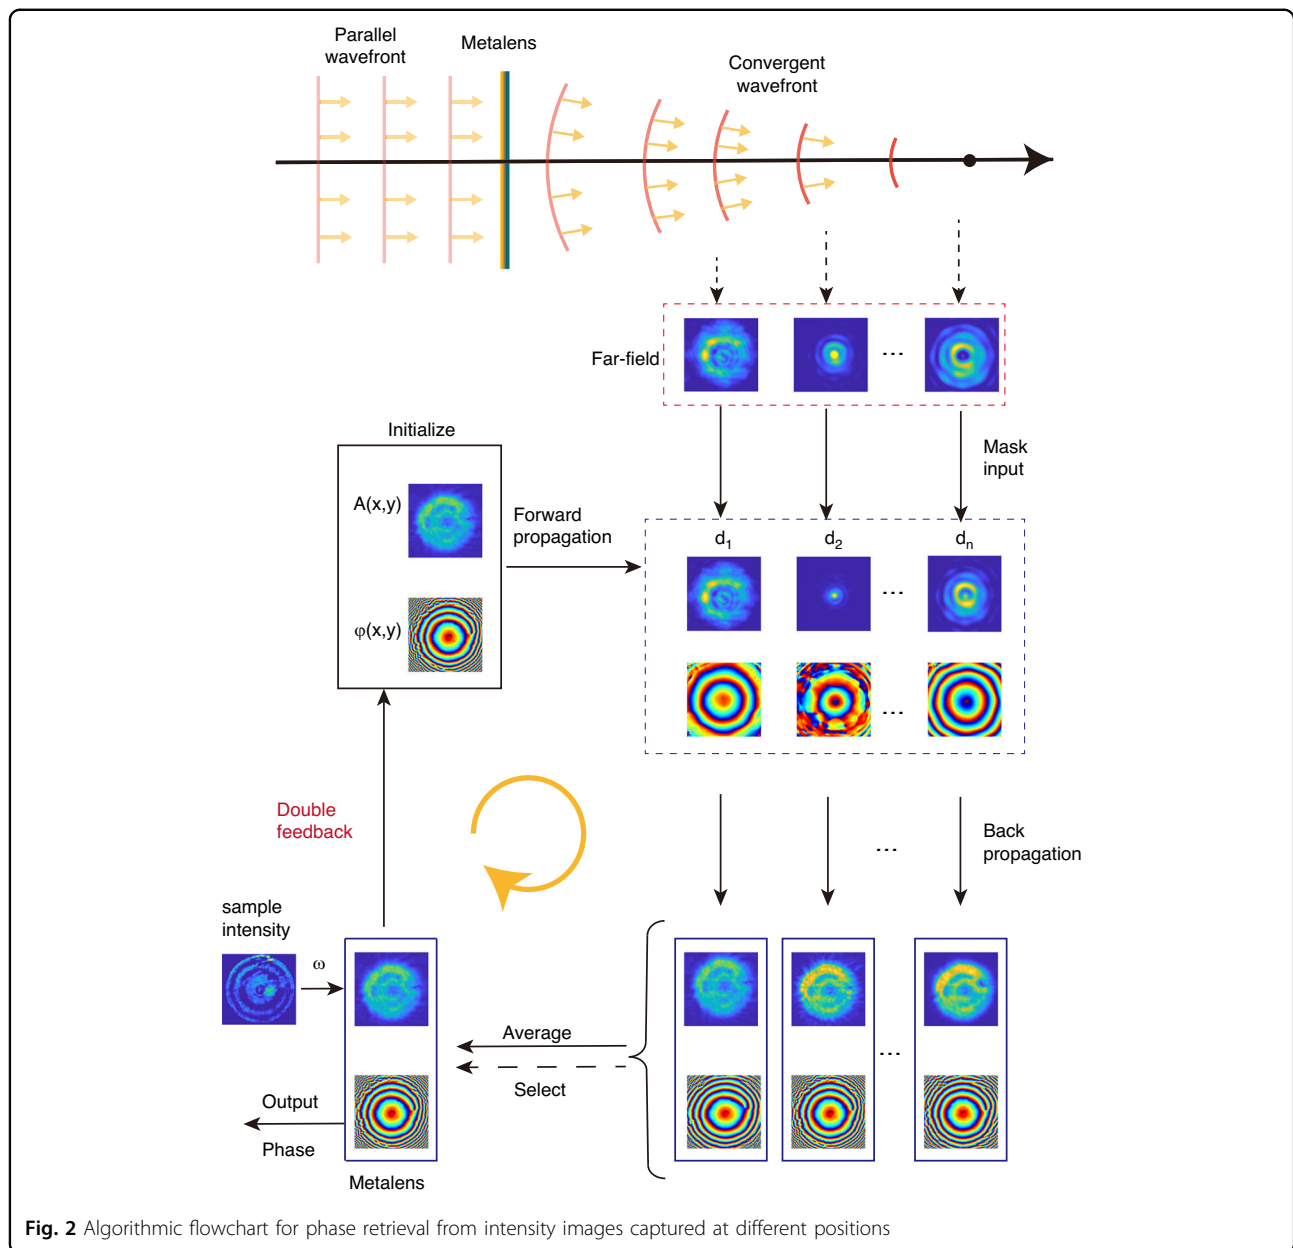 Parallel
wavefront
Metalens
Convergent
wavefront
Far-field
...
Mask
input
Initialize
A(x,y)
φ(x,y)
Forward
propagation
d1
d2
dn
...
...
Double
feedback
...
Back
propagation
sample
intensity
ω
Average
Select
...
Output
Phase
Metalens
Fig. 2 Algorithmic flowchart for phase retrieval from intensity images captured at different positions